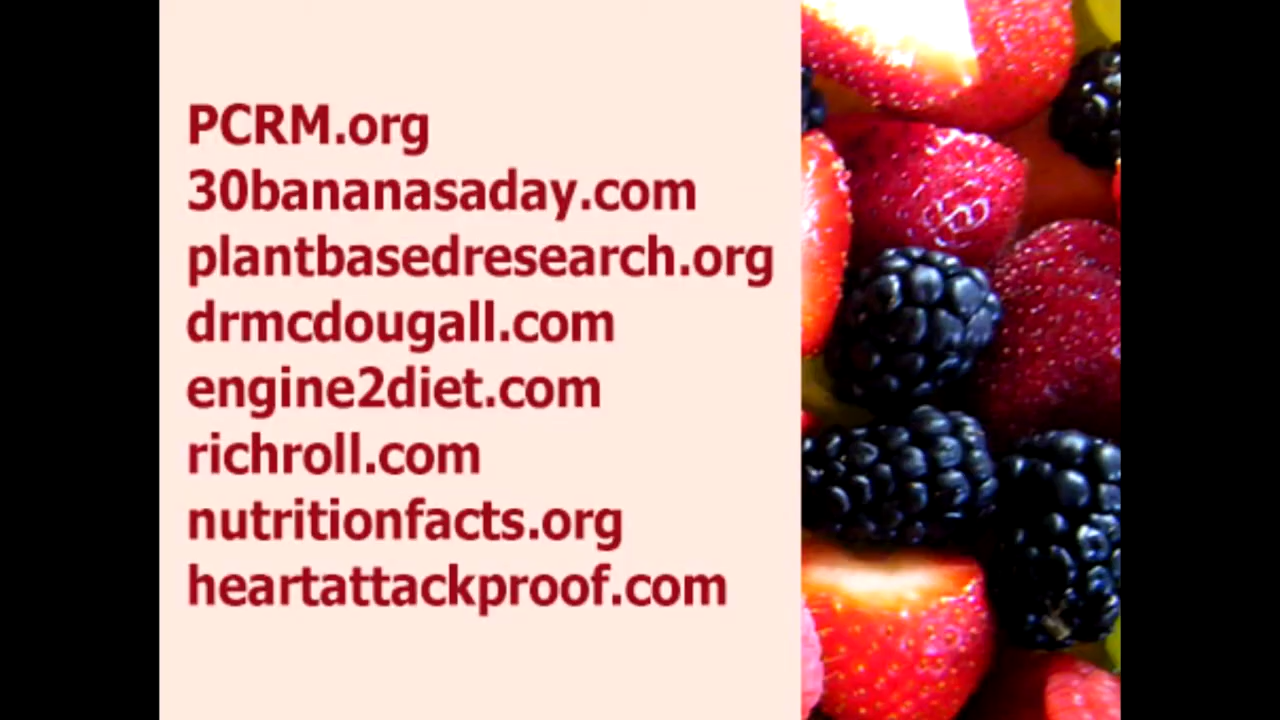 PCRM.org
30bananasaday.com
plantbasedresearch.org
drmcdougall.com
engine2diet.com
richroll.com
nutritionfacts.org
heartattackproof.com